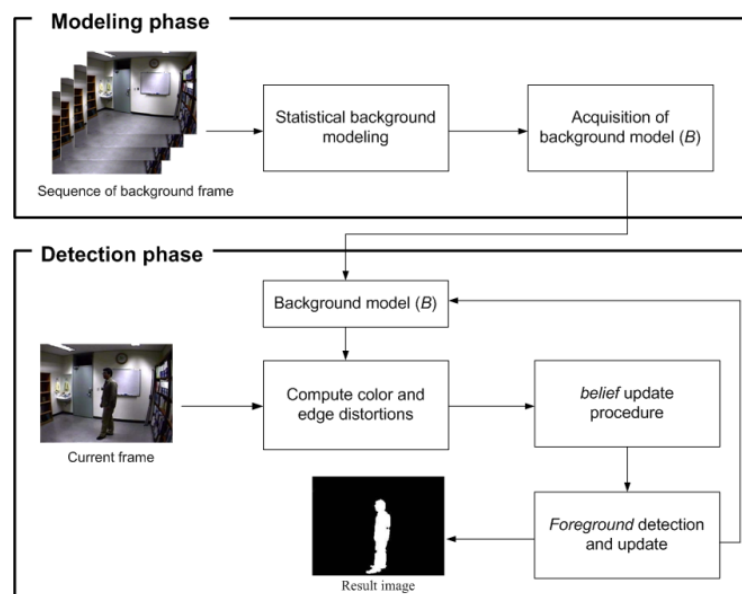 Modeling phase
Statistical background
modeling
Acquisition of
background model (B)
Sequence of background frame
Detection phase
Background model (B)
Compute color and
edge distortions
belief update
procedure
Current frame
Foreground detection
and update
Result image